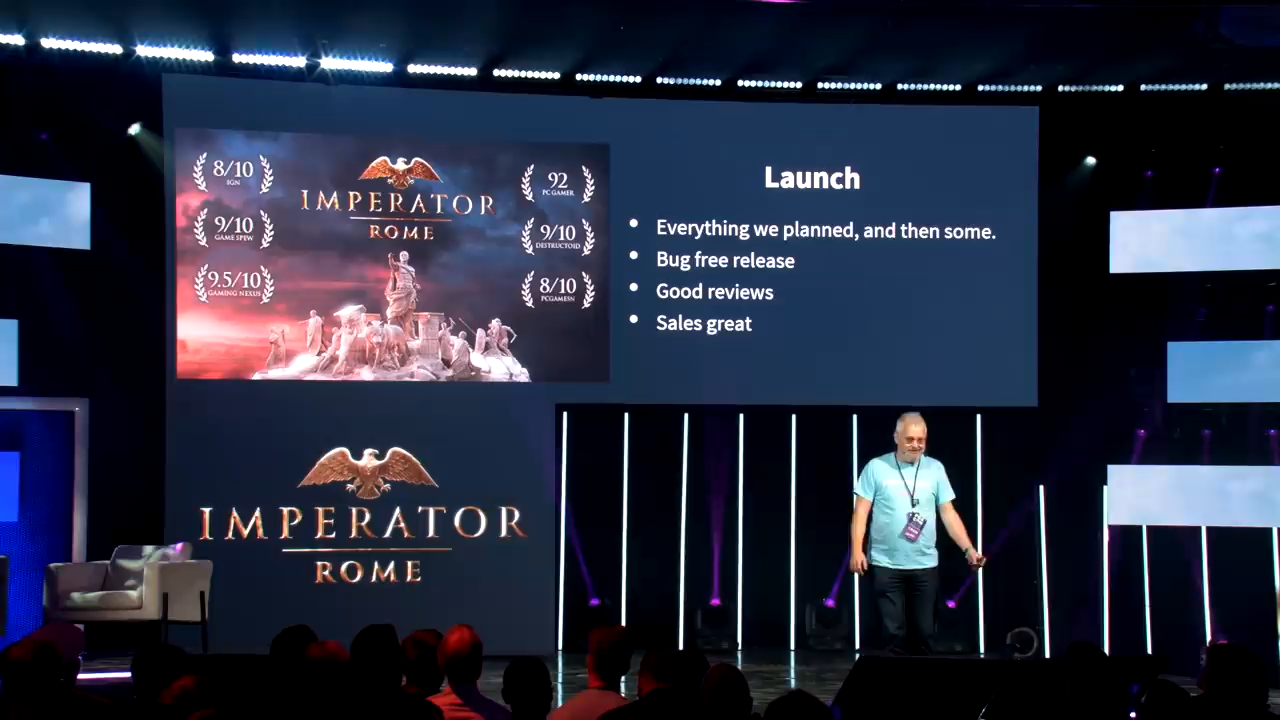 8/10
IGN
9/10
GAME SPEW
9.5/10
GAMING NEXUS
IMPERATOR
ROME
92
PC GAMER
9/10
DESTRUCTOID
8/10
PCGAMESN
Launch
• Everything we planned, and then some.
• Bug free release
• Good reviews
• Sales great
IMPERATOR
ROME